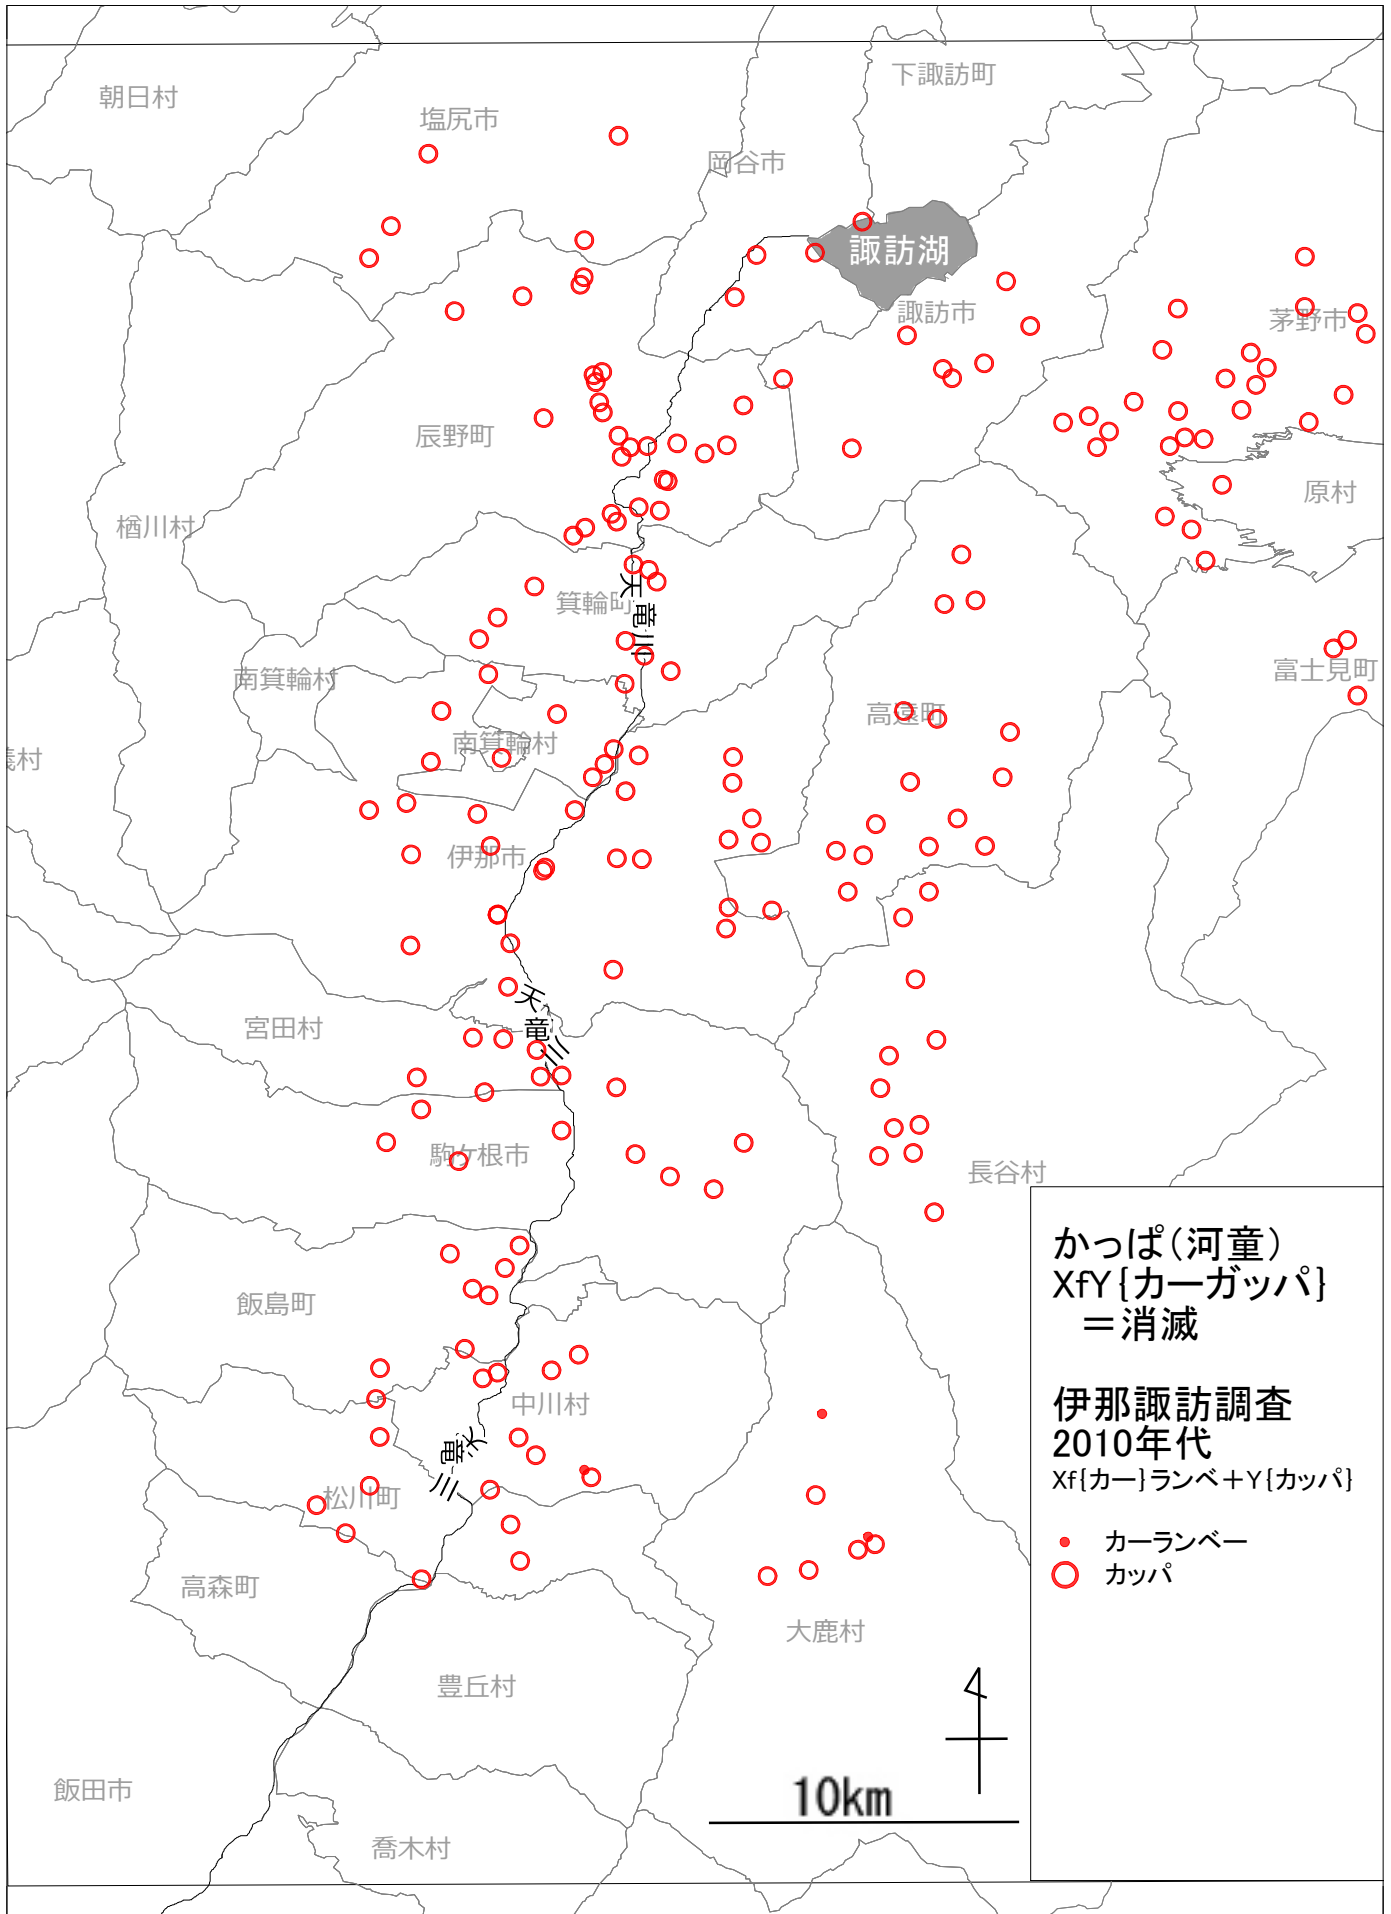 朝日村
塩尻市
下諏訪町
岡谷市
諏訪湖
諏訪市
茅野市
辰野町
原村
楢川村
箕輪町
天竜川
南箕輪村
富士見町
高遠町
南箕輪村
義村
伊那市
天竜川
宮田村
駒ケ根市
長谷村
飯島町
中川村
天竜川
松川町
高森町
大鹿村
豊丘村
飯田市
喬木村
かっぱ（河童）
XfY{カーガッパ}
＝消滅
伊那諏訪調査
2010年代
Xf{カー}ランベ＋Y{カッパ}
カーランベー
カッパ
10km